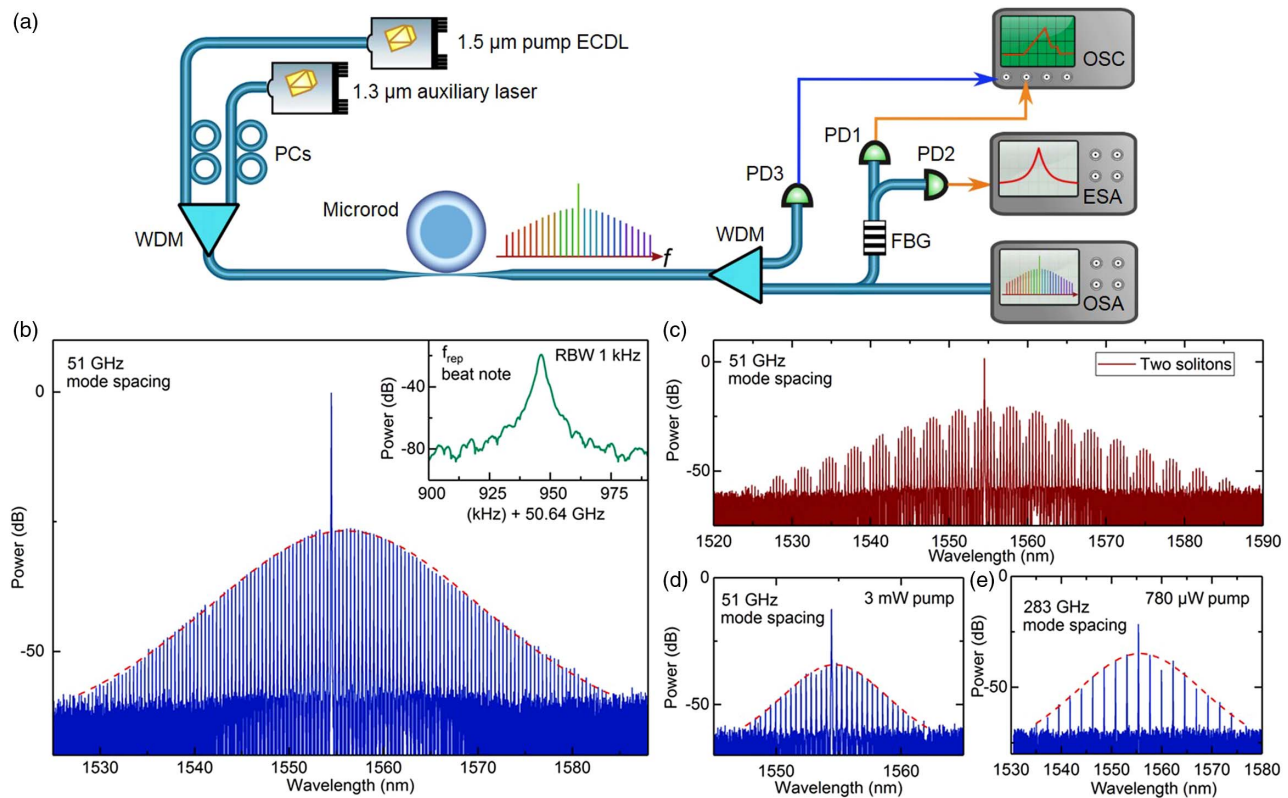 (a)
1.5 µm pump ECDL
1.3 µm auxiliary laser
PCs
WDM
Microrod
f
WDM
PD3
PD1
PD2
FBG
OSC
ESA
OSA
(b)
51 GHz
mode spacing
0
-50
Power (dB)
1530 1540 1550 1560 1570 1580
Wavelength (nm)
frep
beat note
RBW 1 kHz
-40
-80
Power (dB)
900 925 950 975
(kHz) + 50.64 GHz
(c)
51 GHz
mode spacing
Two solitons
0
-50
Power (dB)
1520 1530 1540 1550 1560 1570 1580 1590
Wavelength (nm)
(d)
51 GHz
mode spacing
3 mW pump
0
-50
Power (dB)
1550 1560
Wavelength (nm)
(e)
283 GHz
mode spacing
780 µW pump
0
-50
Power (dB)
1530 1540 1550 1560 1570 1580
Wavelength (nm)